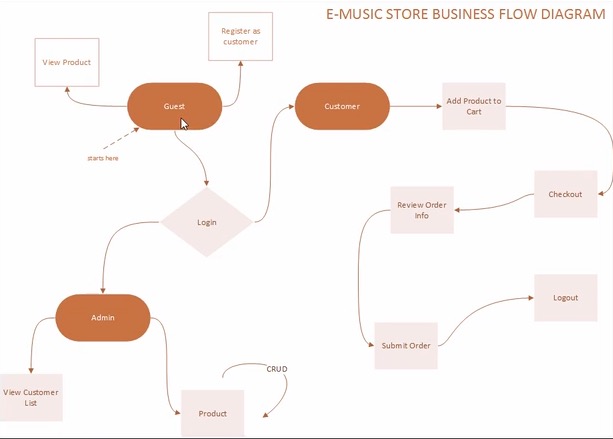 E-MUSIC STORE BUSINESS FLOW DIAGRAM
Register as
customer
View Product
Guest
Customer
Add Product to
Cart
starts here
Checkout
Review Order
Info
Login
Logout
Admin
Submit Order
CRUD
View Customer
List
Product